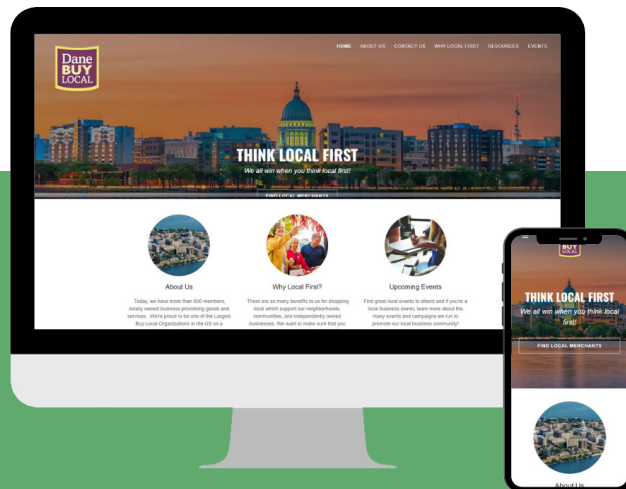 Dane
BUY
LOCAL
HOME ABOUT US CONTACT US WHY LOCAL FIRST RESOURCES EVENTS
THINK LOCAL FIRST
We all win when you think local first!
FIND LOCAL MERCHANTS
About Us
Today, we have more than 600 members,
locally owned business providering goods and
services. We're proud to be one of the Largest
Buy Local Organizations in the US on a
Why Local First?
There are so many benefits to us for shopping
local which support our neighborhoods,
communities, and independently owned
businesses. We want to make sure that you
Upcoming Events
Find great local events to attend and if you're a
local business owner, learn more about the
many events and campaigns we run to
promote our local business community!
BUY
LOCAL
THINK LOCAL FIRST
We all win when you think local
first!
FIND LOCAL MERCHANTS
About Us